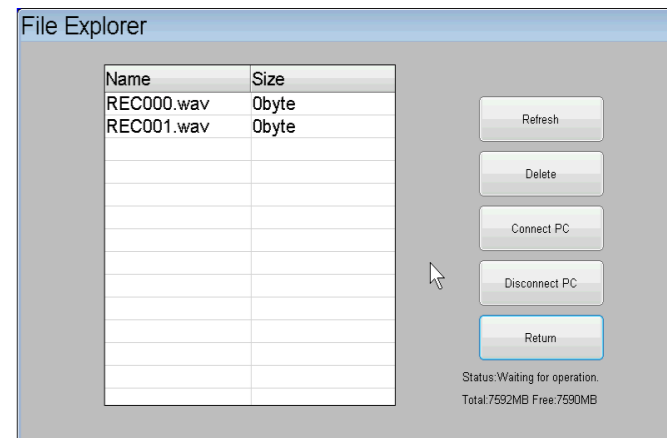 File Explorer
Name Size
REC000.wav 0byte
REC001.wav 0byte
Refresh
Delete
Connect PC
Disconnect PC
Return
Status:Waiting for operation.
Total:7592MB Free:7590MB